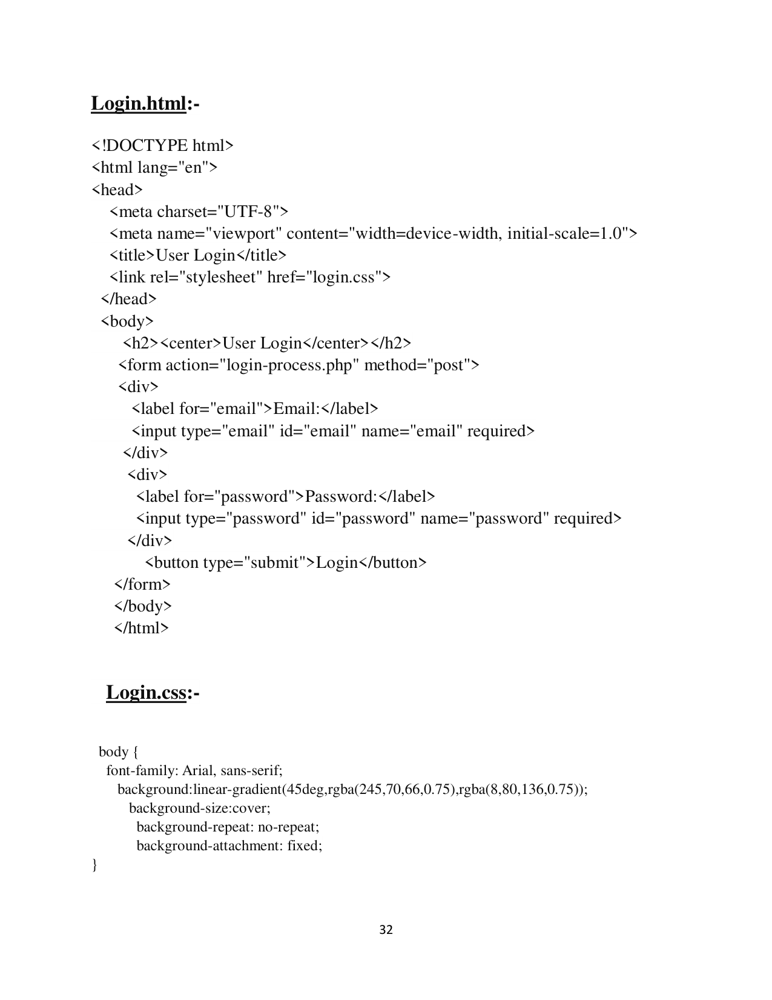 Login.html:-
<!DOCTYPE html>
<html lang="en">
<head>
<meta charset="UTF-8">
<meta name="viewport" content="width=device-width, initial-scale=1.0">
<title>User Login</title>
<link rel="stylesheet" href="login.css">
</head>
<body>
<h2><center>User Login</center></h2>
<form action="login-process.php" method="post">
<div>
<label for="email">Email:</label>
<input type="email" id="email" name="email" required>
</div>
<div>
<label for="password">Password:</label>
<input type="password" id="password" name="password" required>
</div>
<button type="submit">Login</button>
</form>
</body>
</html>
Login.css:-
body {
font-family: Arial, sans-serif;
background:linear-gradient(45deg,rgba(245,70,66,0.75),rgba(8,80,136,0.75));
background-size:cover;
background-repeat: no-repeat;
background-attachment: fixed;
}
32